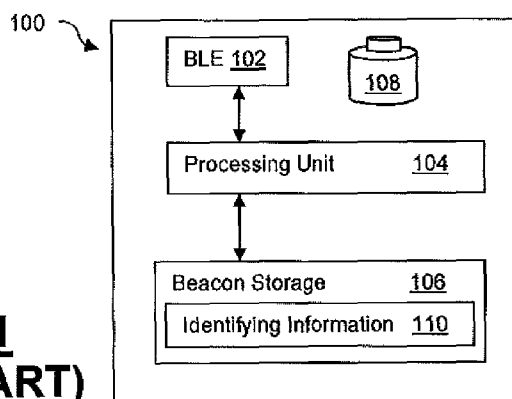 100
BLE 102
108
Processing Unit 104
Beacon Storage 106
Identifying Information 110
ART)